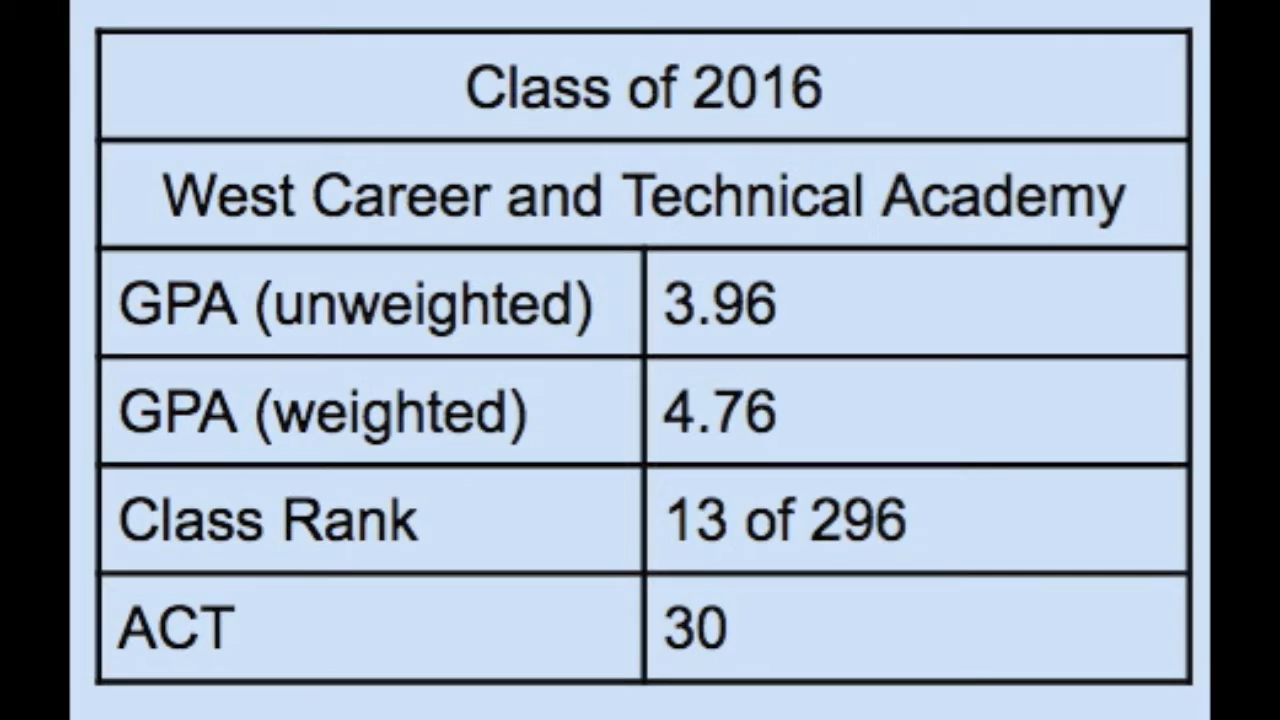 Class of 2016
West Career and Technical Academy
GPA (unweighted) 3.96
GPA (weighted) 4.76
Class Rank 13 of 296
ACT 30